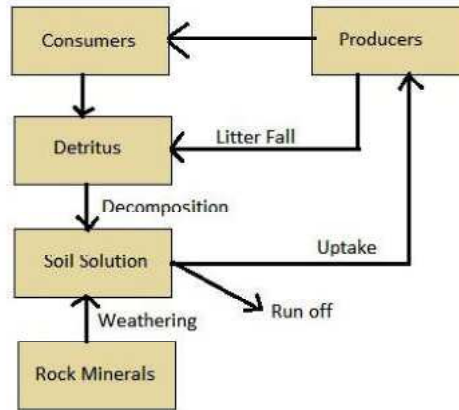 Consumers
Producers
Litter Fall
Detritus
Decomposition
Uptake
Soil Solution
Run off
Weathering
Rock Minerals